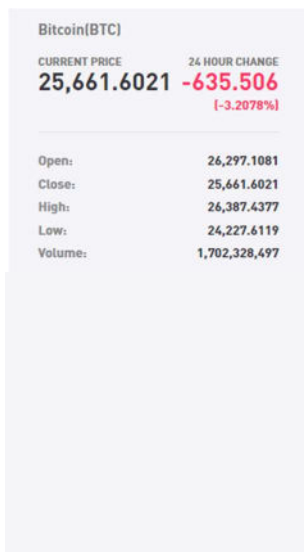 Bitcoin(BTC)
CURRENT PRICE 24 HOUR CHANGE
25,661.6021 -635.506
(-3.2078%)
Open: 26,297.1081
Close: 25,661.6021
High: 26,387.4377
Low: 24,227.6119
Volume: 1,702,328,497